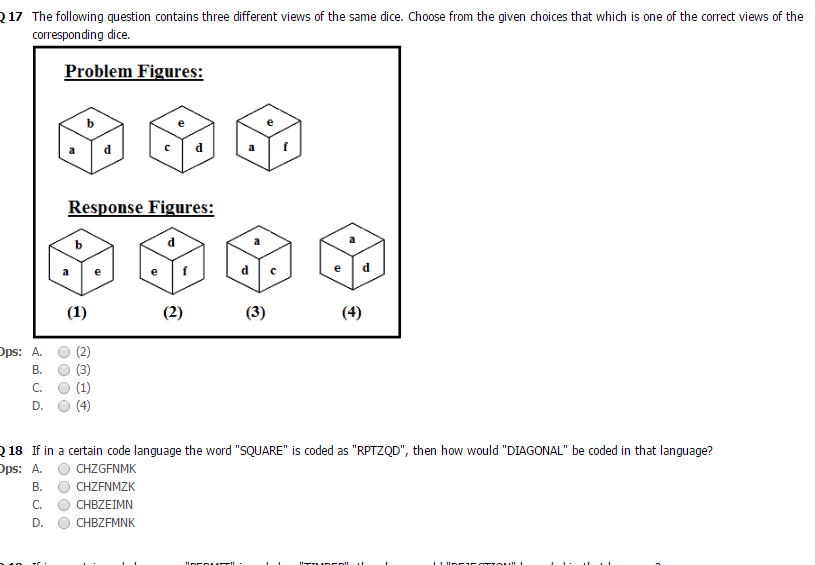 Q 17 The following question contains three different views of the same dice. Choose from the given choices that which is one of the correct views of the
corresponding dice.
Problem Figures:
b e e
a d c d a f
Response Figures:
b d a a
a e e f d c e d
(1) (2) (3) (4)
Ops: A. (2)
B. (3)
C. (1)
D. (4)
Q 18 If in a certain code language the word "SQUARE" is coded as "RPTZQD", then how would "DIAGONAL" be coded in that language?
Ops: A. CHZGFNMK
B. CHZFNMZK
C. CHBZEIMN
D. CHBZFMNK